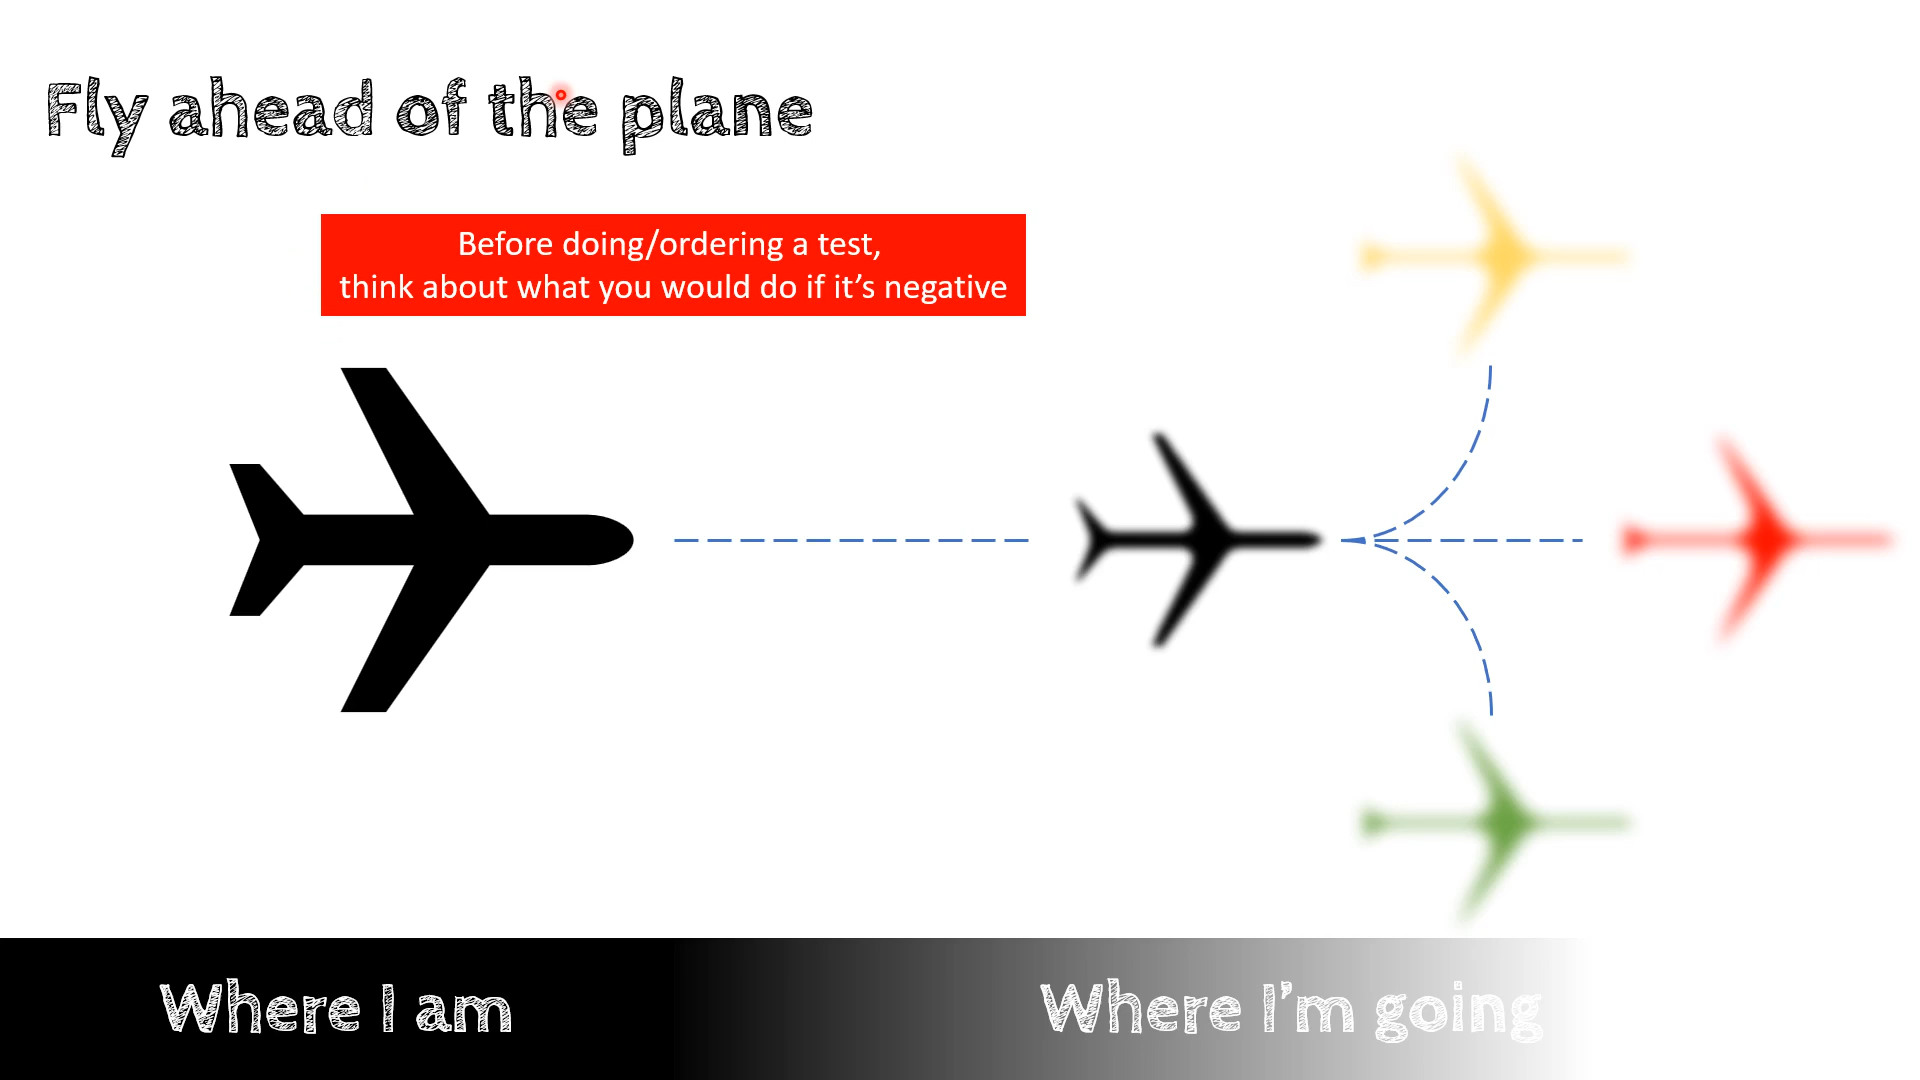 Fly ahead of the plane
Before doing/ordering a test,
think about what you would do if it’s negative
Where I am
Where I’m going